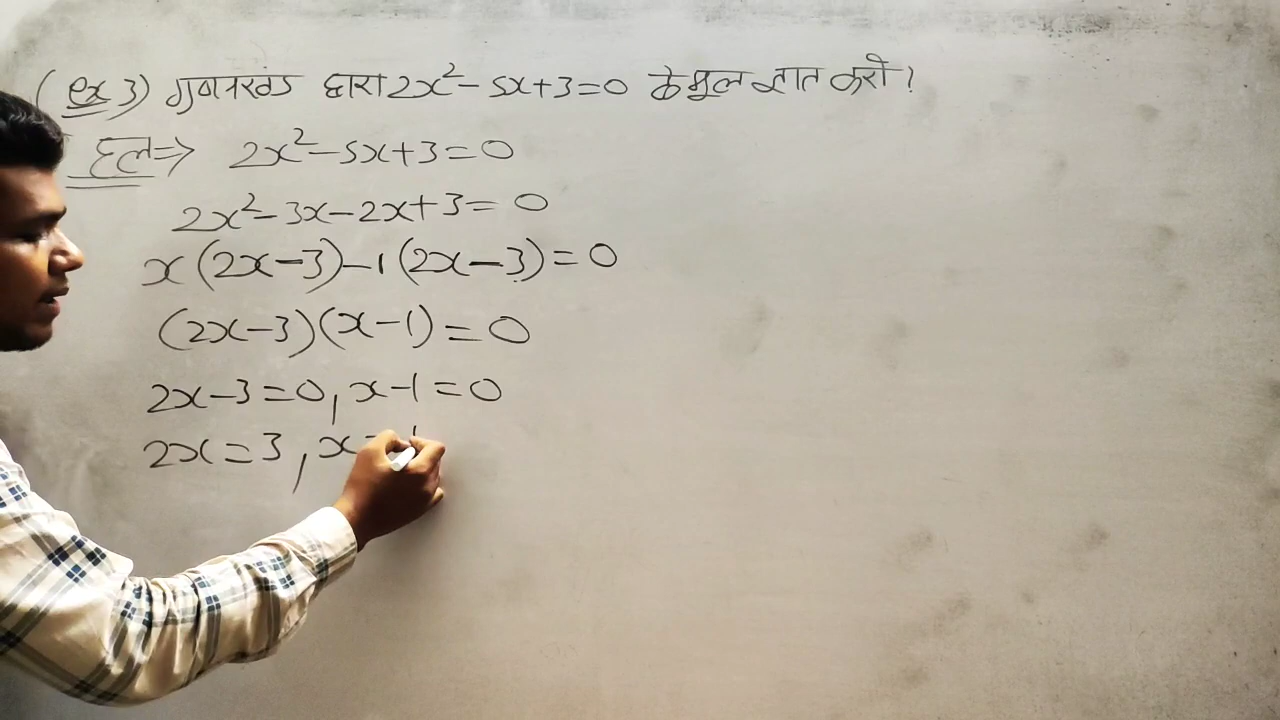 (ex 3) गुणनखंड द्वारा 2x²-5x+3=0 के मूल ज्ञात करो?
हल=> 2x²-5x+3=0
2x²-3x-2x+3=0
x(2x-3)-1(2x-3)=0
(2x-3)(x-1)=0
2x-3=0, x-1=0
2x=3, x=1